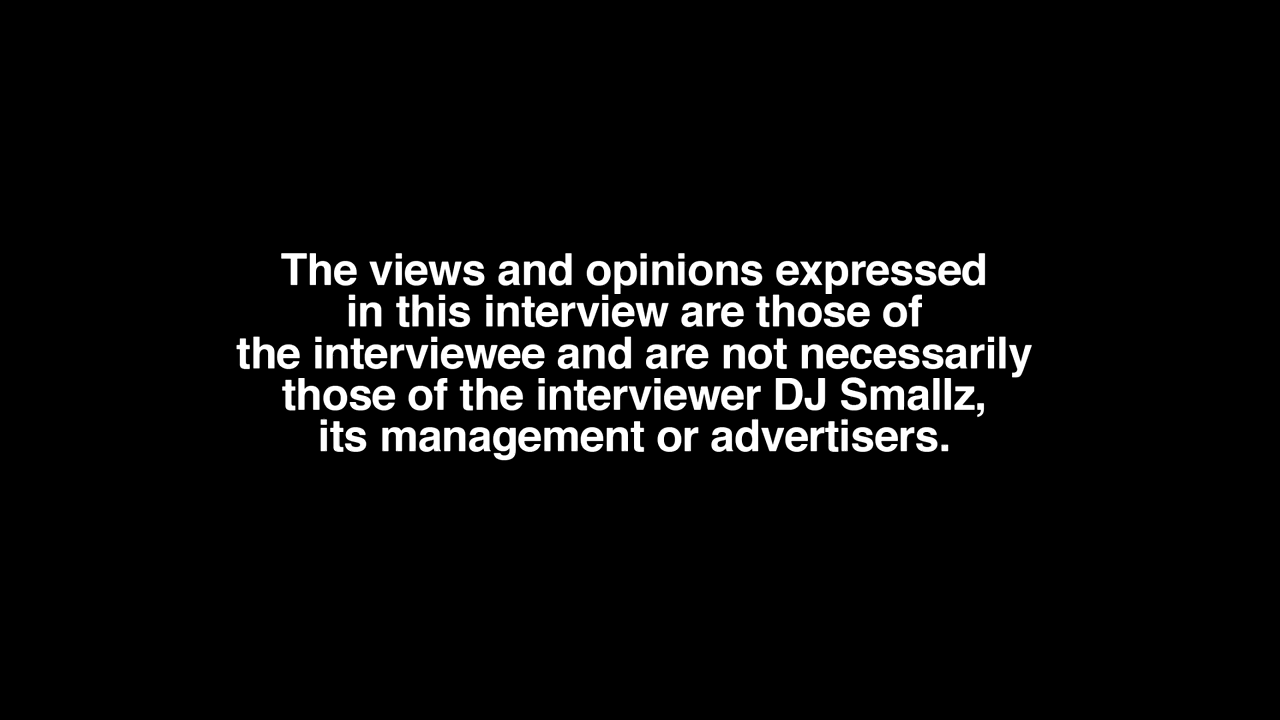 The views and opinions expressed
in this interview are those of
the interviewee and are not necessarily
those of the interviewer DJ Smallz,
its management or advertisers.